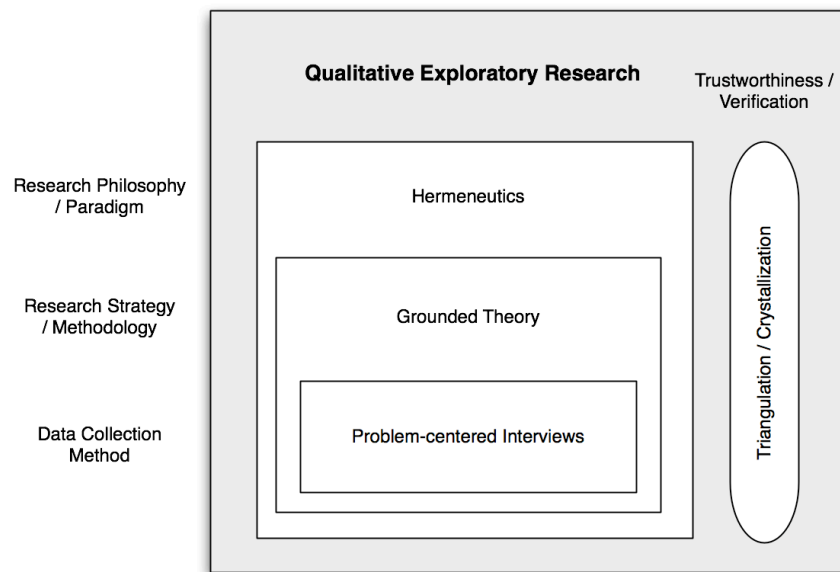 Qualitative Exploratory Research
Trustworthiness /
Verification
Research Philosophy
/ Paradigm
Hermeneutics
Research Strategy
/ Methodology
Grounded Theory
Data Collection
Method
Problem-centered Interviews
Triangulation / Crystallization